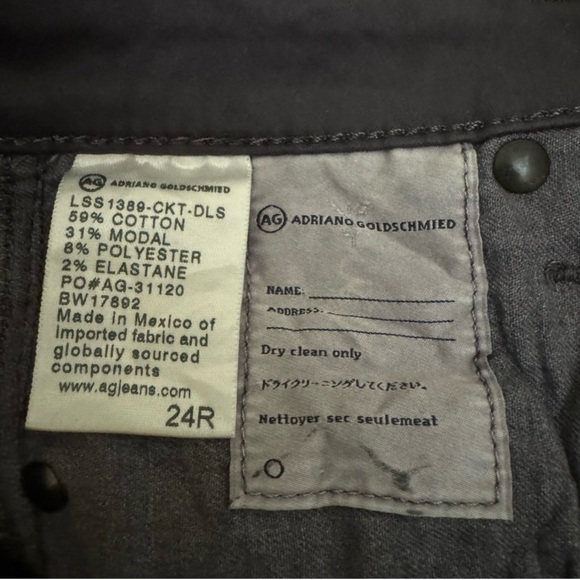 AG ADRIANO GOLDSCHMIED
LSS1389-CKT-DLS
59% COTTON
31% MODAL
8% POLYESTER
2% ELASTANE
PO#AG-31120
BW17892
Made in Mexico of
imported fabric and
globally sourced
components
www.agjeans.com
24R
AG ADRIANO GOLDSCHMIED
NAME:
ADDRESS:
Dry clean only
ドライクリーニングしてください。
Nettoyer sec seulemeat